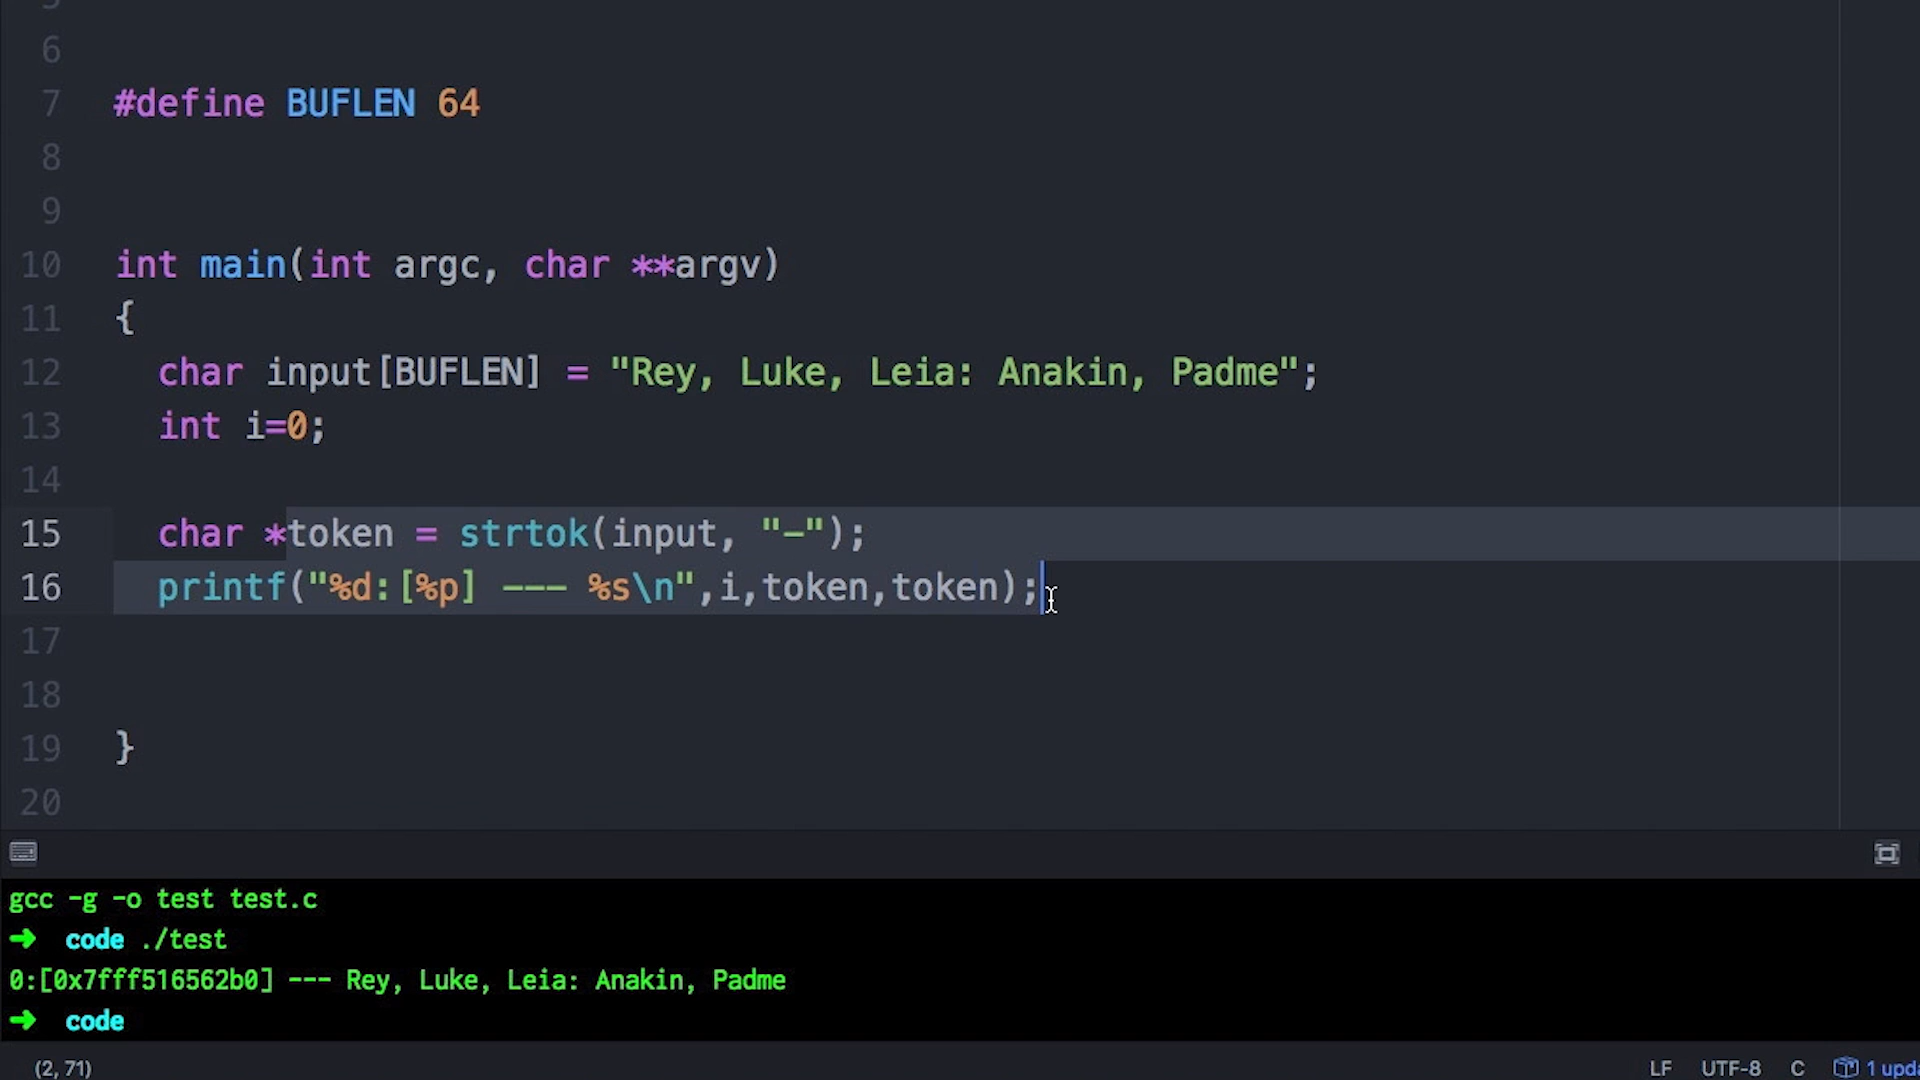 5
6
7 #define BUFLEN 64
8
9
10 int main(int argc, char **argv)
11 {
12 char input[BUFLEN] = "Rey, Luke, Leia: Anakin, Padme";
13 int i=0;
14
15 char *token = strtok(input, "-");
16 printf("%d:[%p] --- %s\n",i,token,token);
17
18
19 }
20
gcc -g -o test test.c
➜ code ./test
0:[0x7fff516562b0] --- Rey, Luke, Leia: Anakin, Padme
➜ code
(2, 71) LF UTF-8 C 1 upda